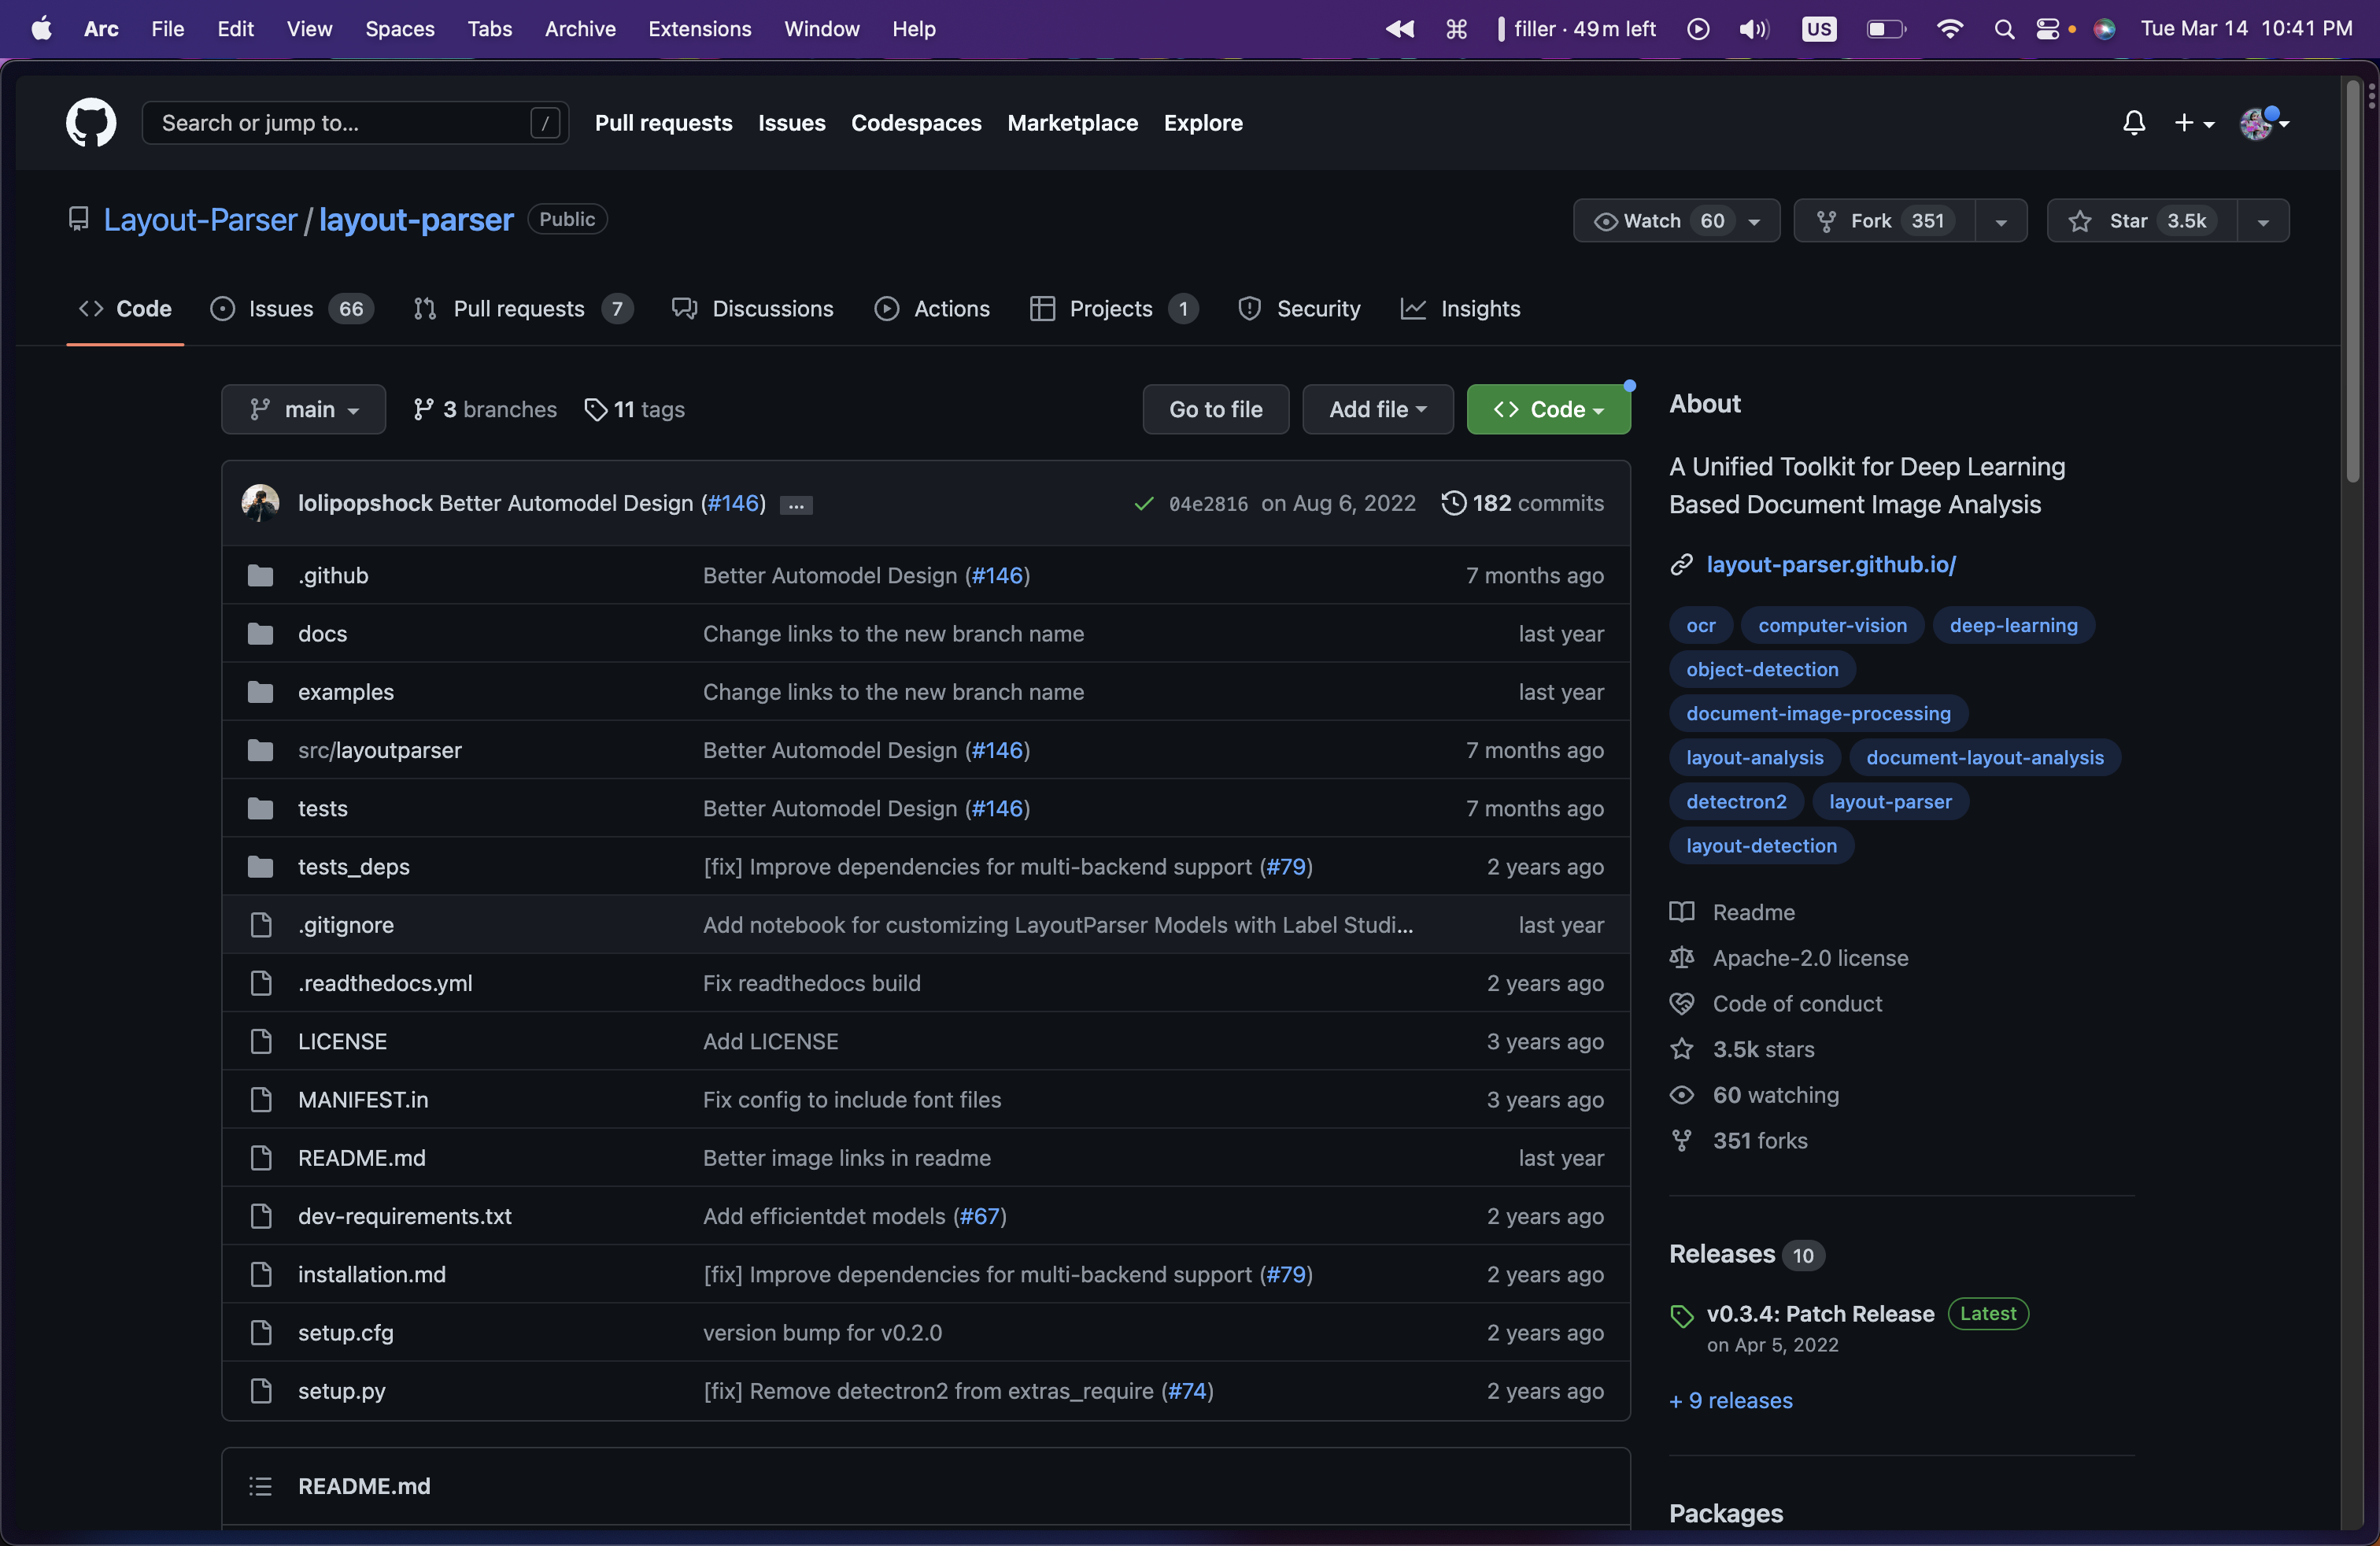 Arc File Edit View Spaces Tabs Archive Extensions Window Help filler · 49 m left US Tue Mar 14 10:41 PM
Search or jump to... / Pull requests Issues Codespaces Marketplace Explore
Layout-Parser / layout-parser Public Watch 60 Fork 351 Star 3.5k
Code Issues 66 Pull requests 7 Discussions Actions Projects 1 Security Insights
main 3 branches 11 tags Go to file Add file Code
lolipopshock Better Automodel Design (#146) ... 04e2816 on Aug 6, 2022 182 commits
.github Better Automodel Design (#146) 7 months ago
docs Change links to the new branch name last year
examples Change links to the new branch name last year
src/layoutparser Better Automodel Design (#146) 7 months ago
tests Better Automodel Design (#146) 7 months ago
tests_deps [fix] Improve dependencies for multi-backend support (#79) 2 years ago
.gitignore Add notebook for customizing LayoutParser Models with Label Studi... last year
.readthedocs.yml Fix readthedocs build 2 years ago
LICENSE Add LICENSE 3 years ago
MANIFEST.in Fix config to include font files 3 years ago
README.md Better image links in readme last year
dev-requirements.txt Add efficientdet models (#67) 2 years ago
installation.md [fix] Improve dependencies for multi-backend support (#79) 2 years ago
setup.cfg version bump for v0.2.0 2 years ago
setup.py [fix] Remove detectron2 from extras_require (#74) 2 years ago
README.md
About
A Unified Toolkit for Deep Learning
Based Document Image Analysis
layout-parser.github.io/
ocr computer-vision deep-learning
object-detection
document-image-processing
layout-analysis document-layout-analysis
detectron2 layout-parser
layout-detection
Readme
Apache-2.0 license
Code of conduct
3.5k stars
60 watching
351 forks
Releases 10
v0.3.4: Patch Release Latest
on Apr 5, 2022
+ 9 releases
Packages